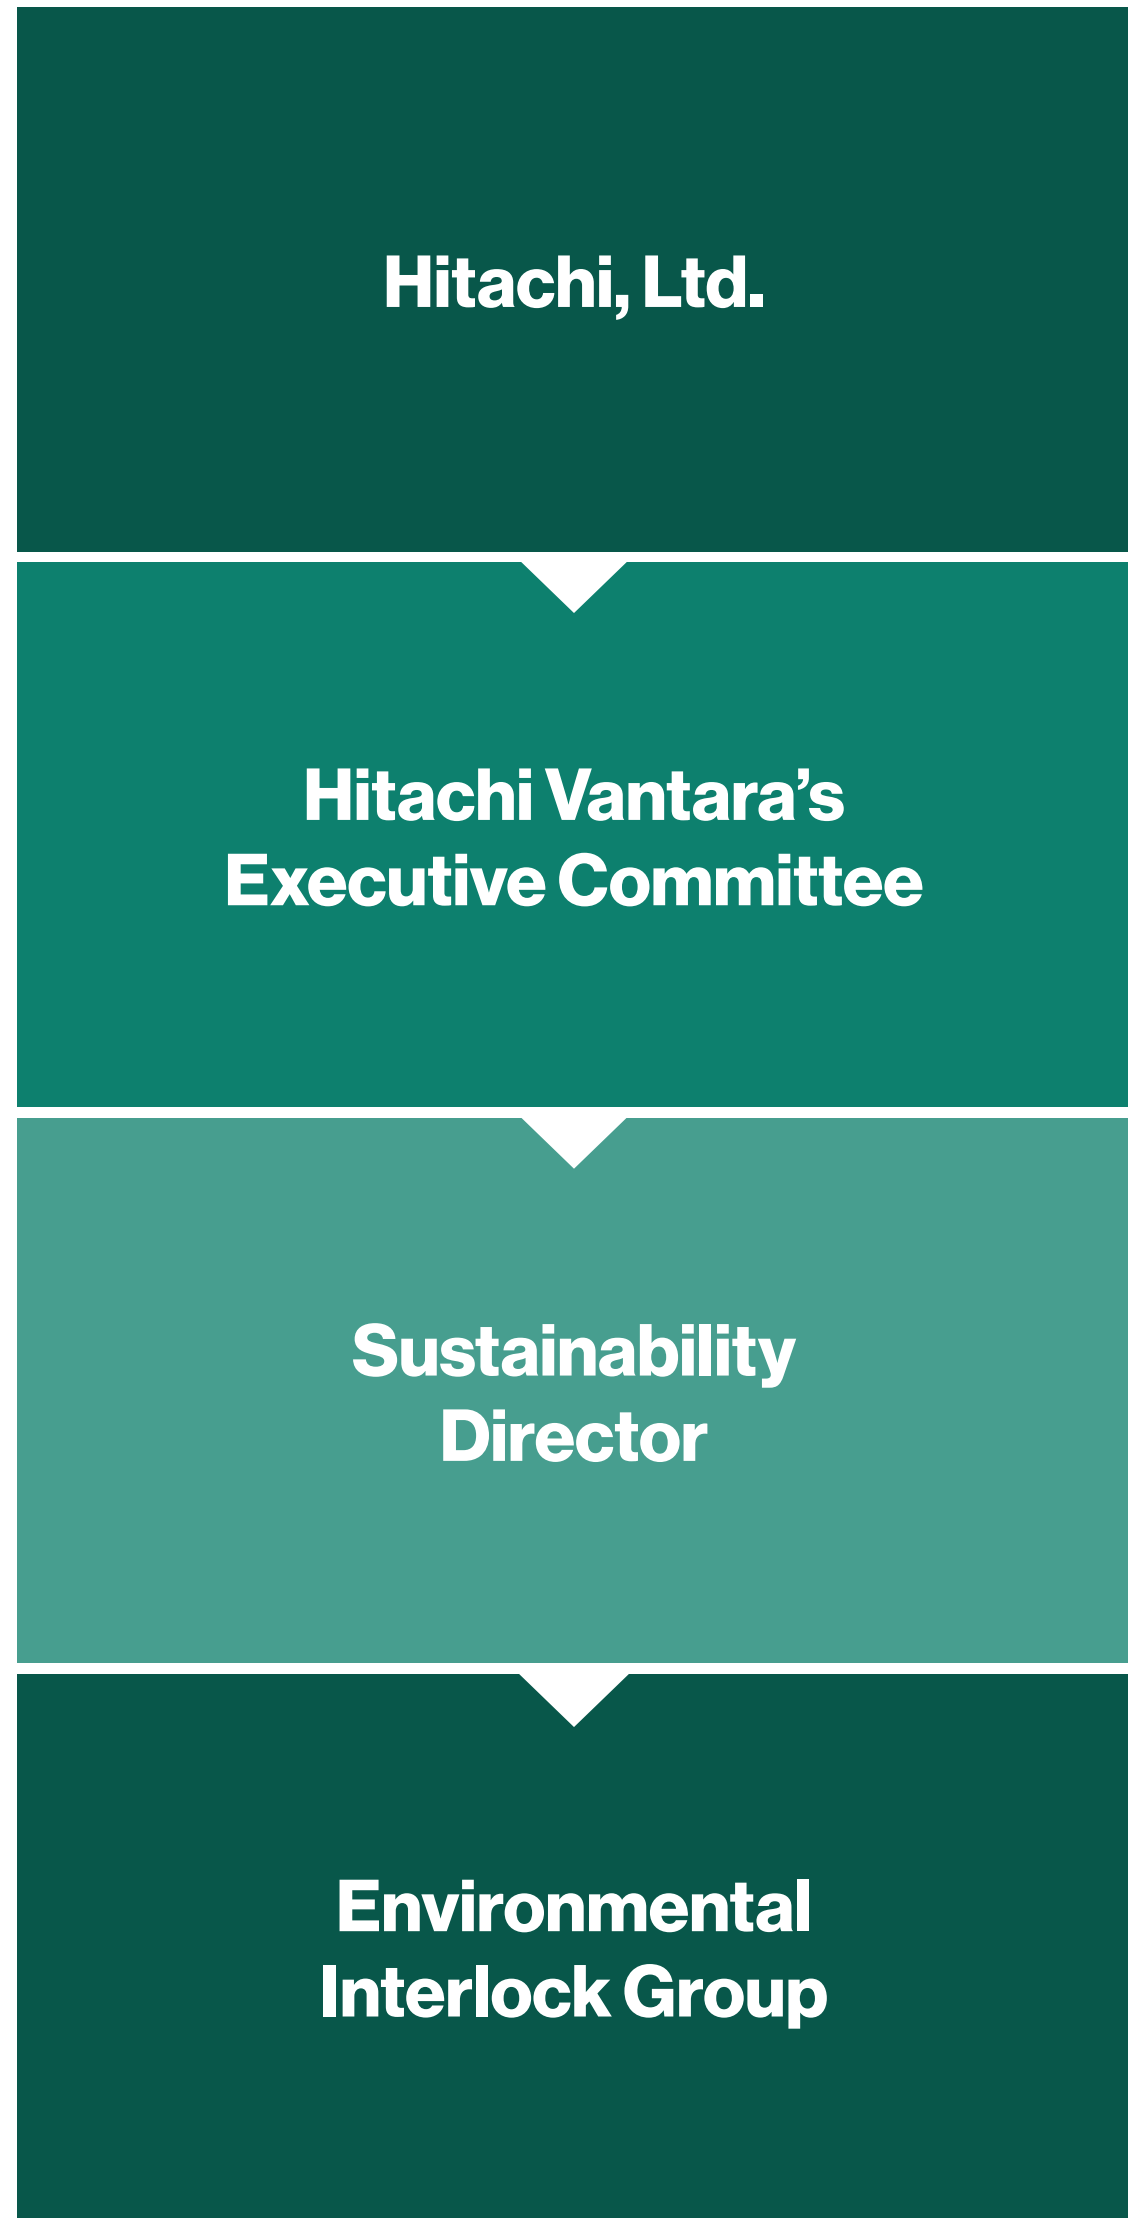 Hitachi, Ltd.
Hitachi Vantara’s
Executive Committee
Sustainability
Director
Environmental
Interlock Group